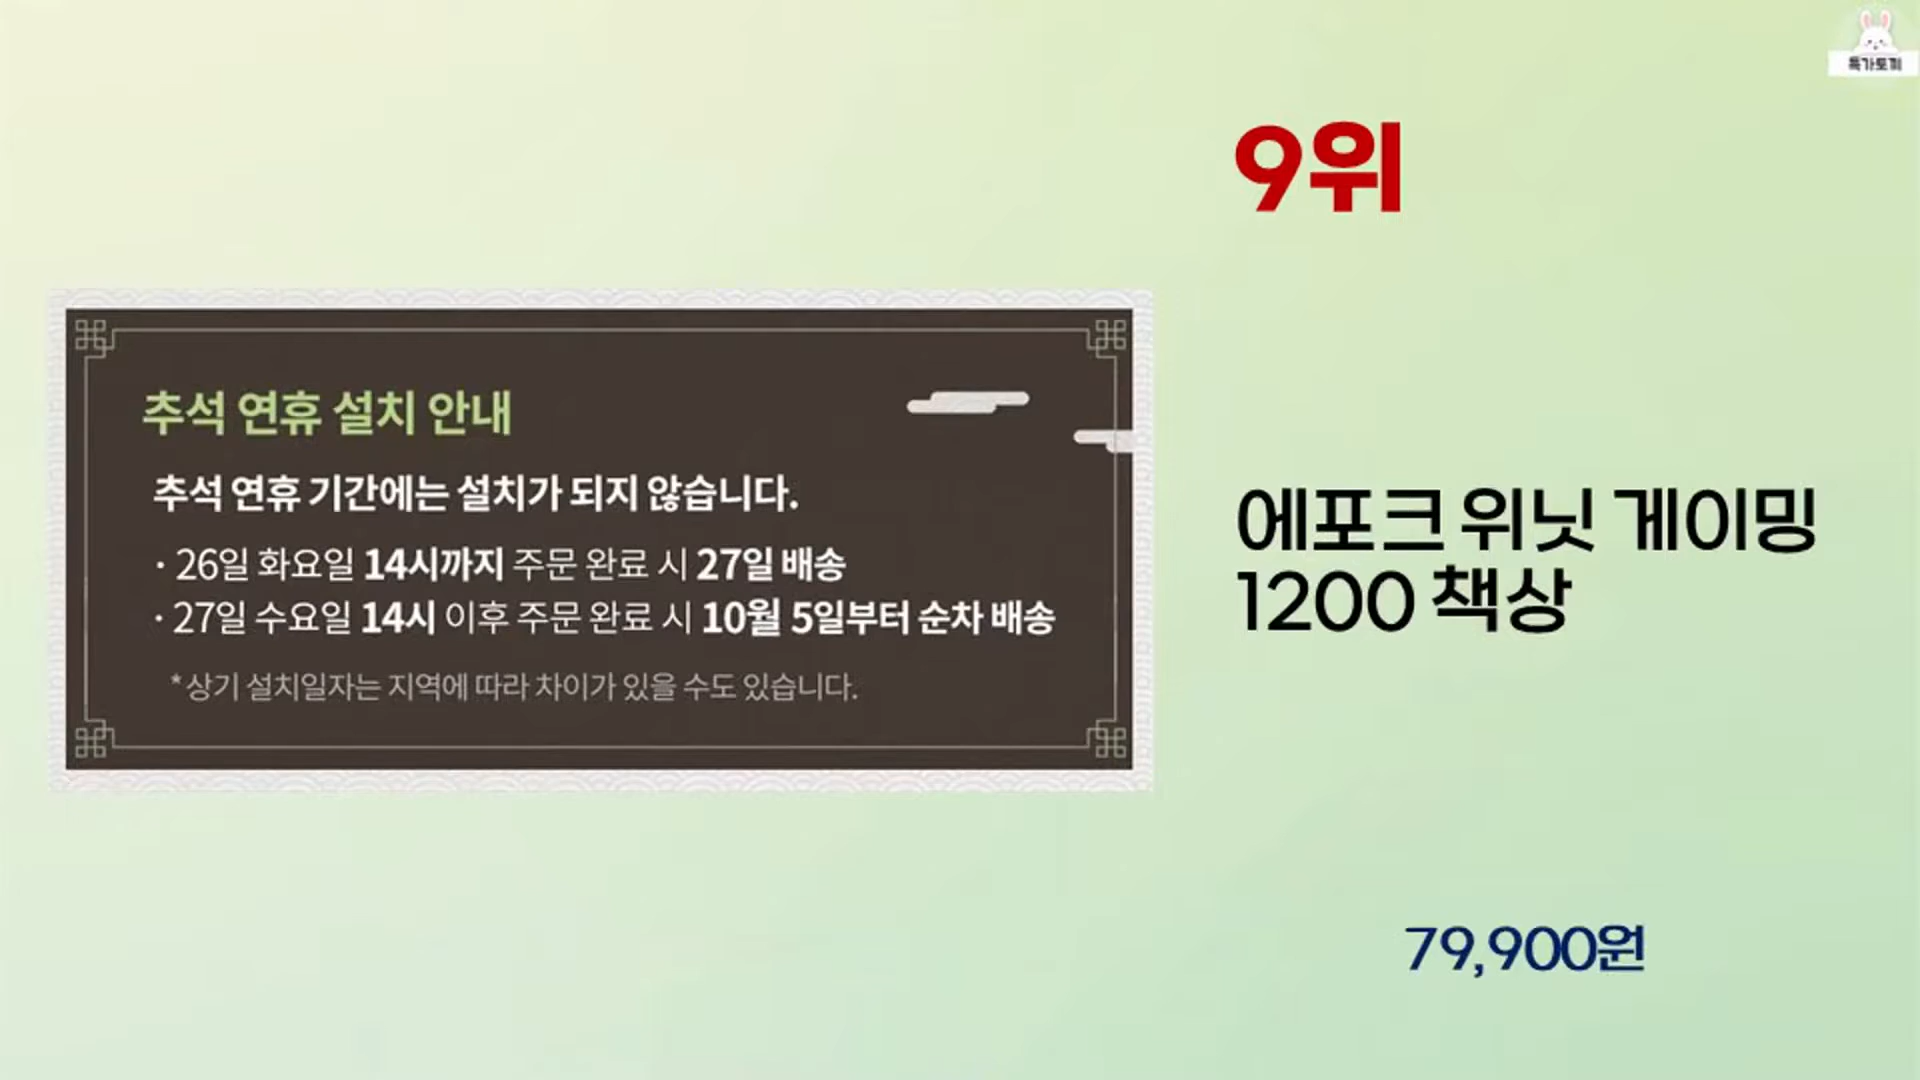 특가토끼
9위
추석 연휴 설치 안내
추석 연휴 기간에는 설치가 되지 않습니다.
· 26일 화요일 14시까지 주문 완료 시 27일 배송
· 27일 수요일 14시 이후 주문 완료 시 10월 5일부터 순차 배송
*상기 설치일자는 지역에 따라 차이가 있을 수도 있습니다.
에포크 위닛 게이밍
1200 책상
79,900원